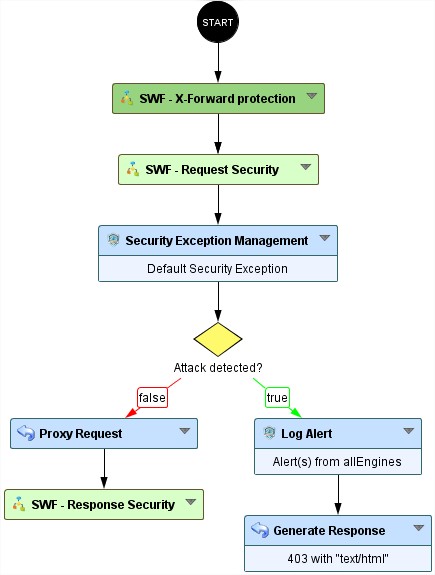 START
SWF - X-Forward protection
SWF - Request Security
Security Exception Management
Default Security Exception
Attack detected?
false
true
Proxy Request
Log Alert
Alert(s) from allEngines
SWF - Response Security
Generate Response
403 with "text/html"